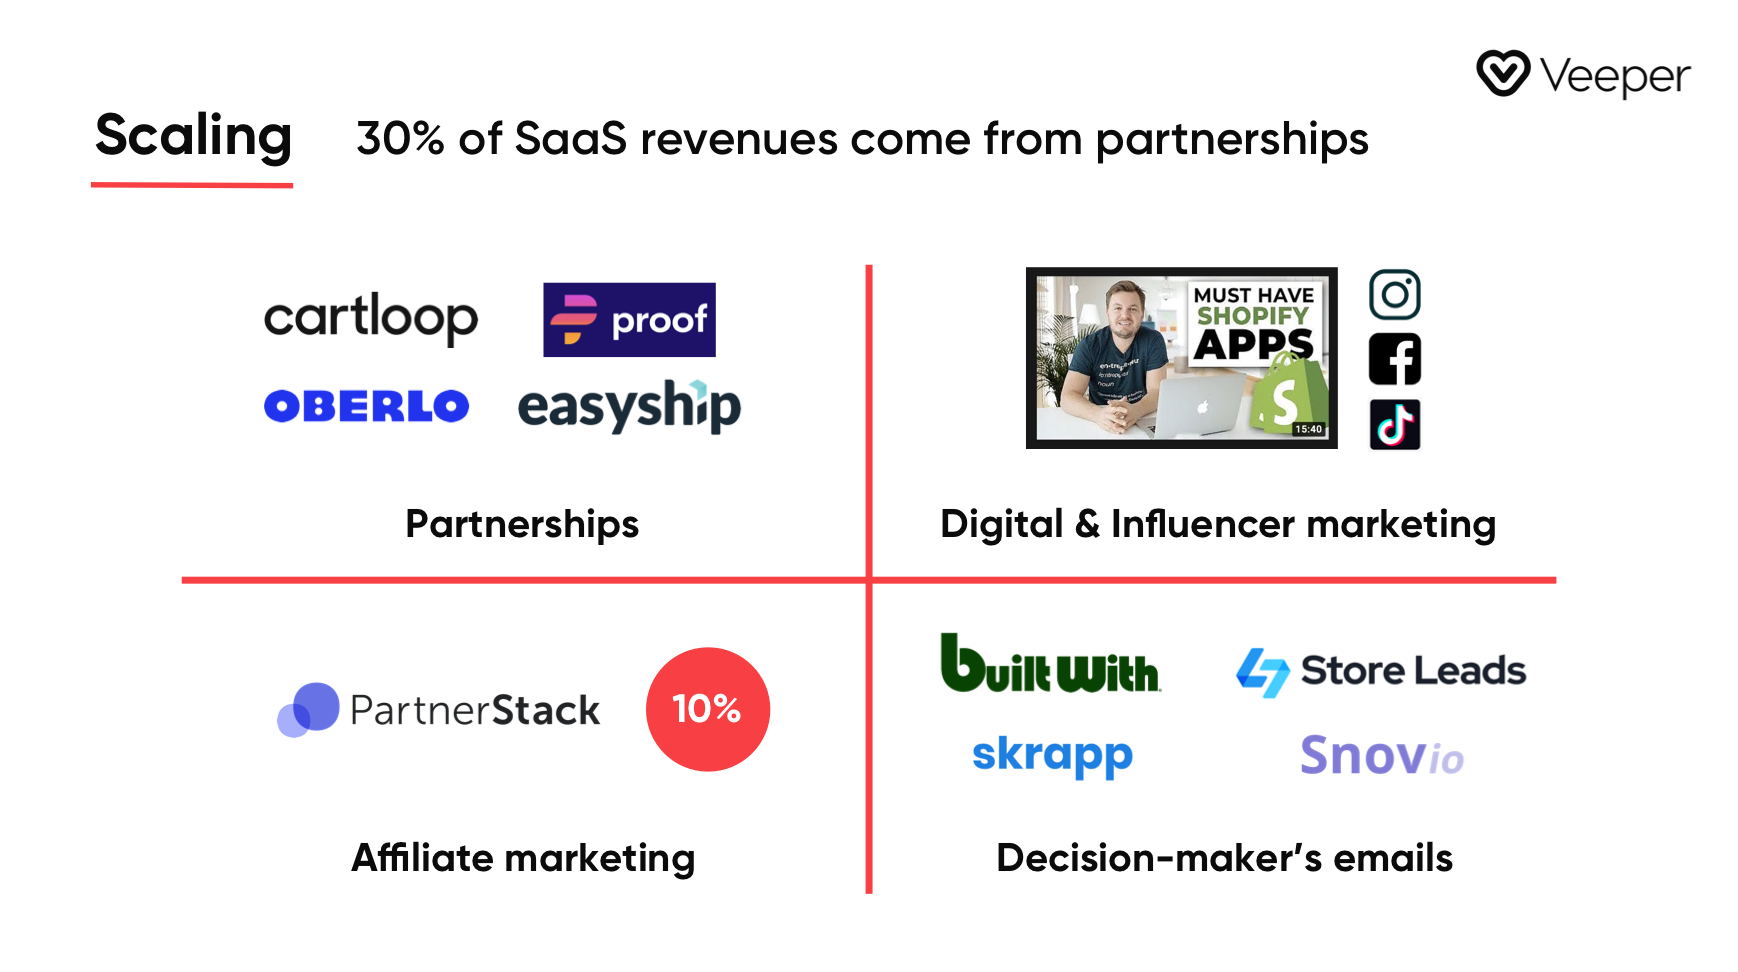 Veeper
Scaling 30% of SaaS revenues come from partnerships
cartloop
proof
OBERLO
easyship
Partnerships
MUST HAVE
SHOPIFY
APPS
15:40
Digital & Influencer marketing
PartnerStack
10%
Affiliate marketing
builtWith
Store Leads
skrapp
Snovio
Decision-maker’s emails